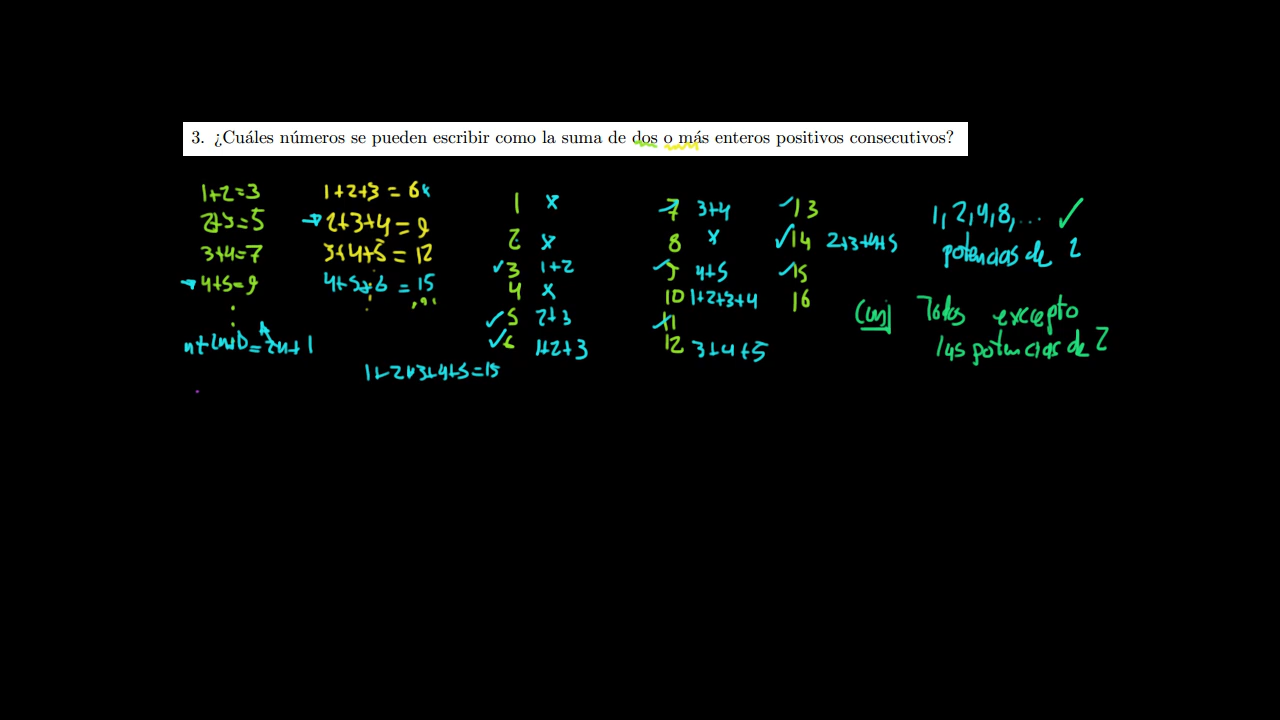 3. ¿Cuáles números se pueden escribir como la suma de dos o más enteros positivos consecutivos?
1+2=3
2+3=5
3+4=7
4+5=9
n+(n+1)=2n+1
1+2+3=6
2+3+4=9
3+4+5=12
4+5+6=15
1+2+3+4+5=15
1 x
2 x
✓3 1+2
4 x
✓5 2+3
✓6 1+2+3
✓7 3+4
8 x
✓9 4+5
10 1+2+3+4
✓11
12 3+4+5
✓13
✓14 2+3+4+5
✓15
16
1, 2, 4, 8, ... ✓
potencias de 2
Todos excepto
las potencias de 2